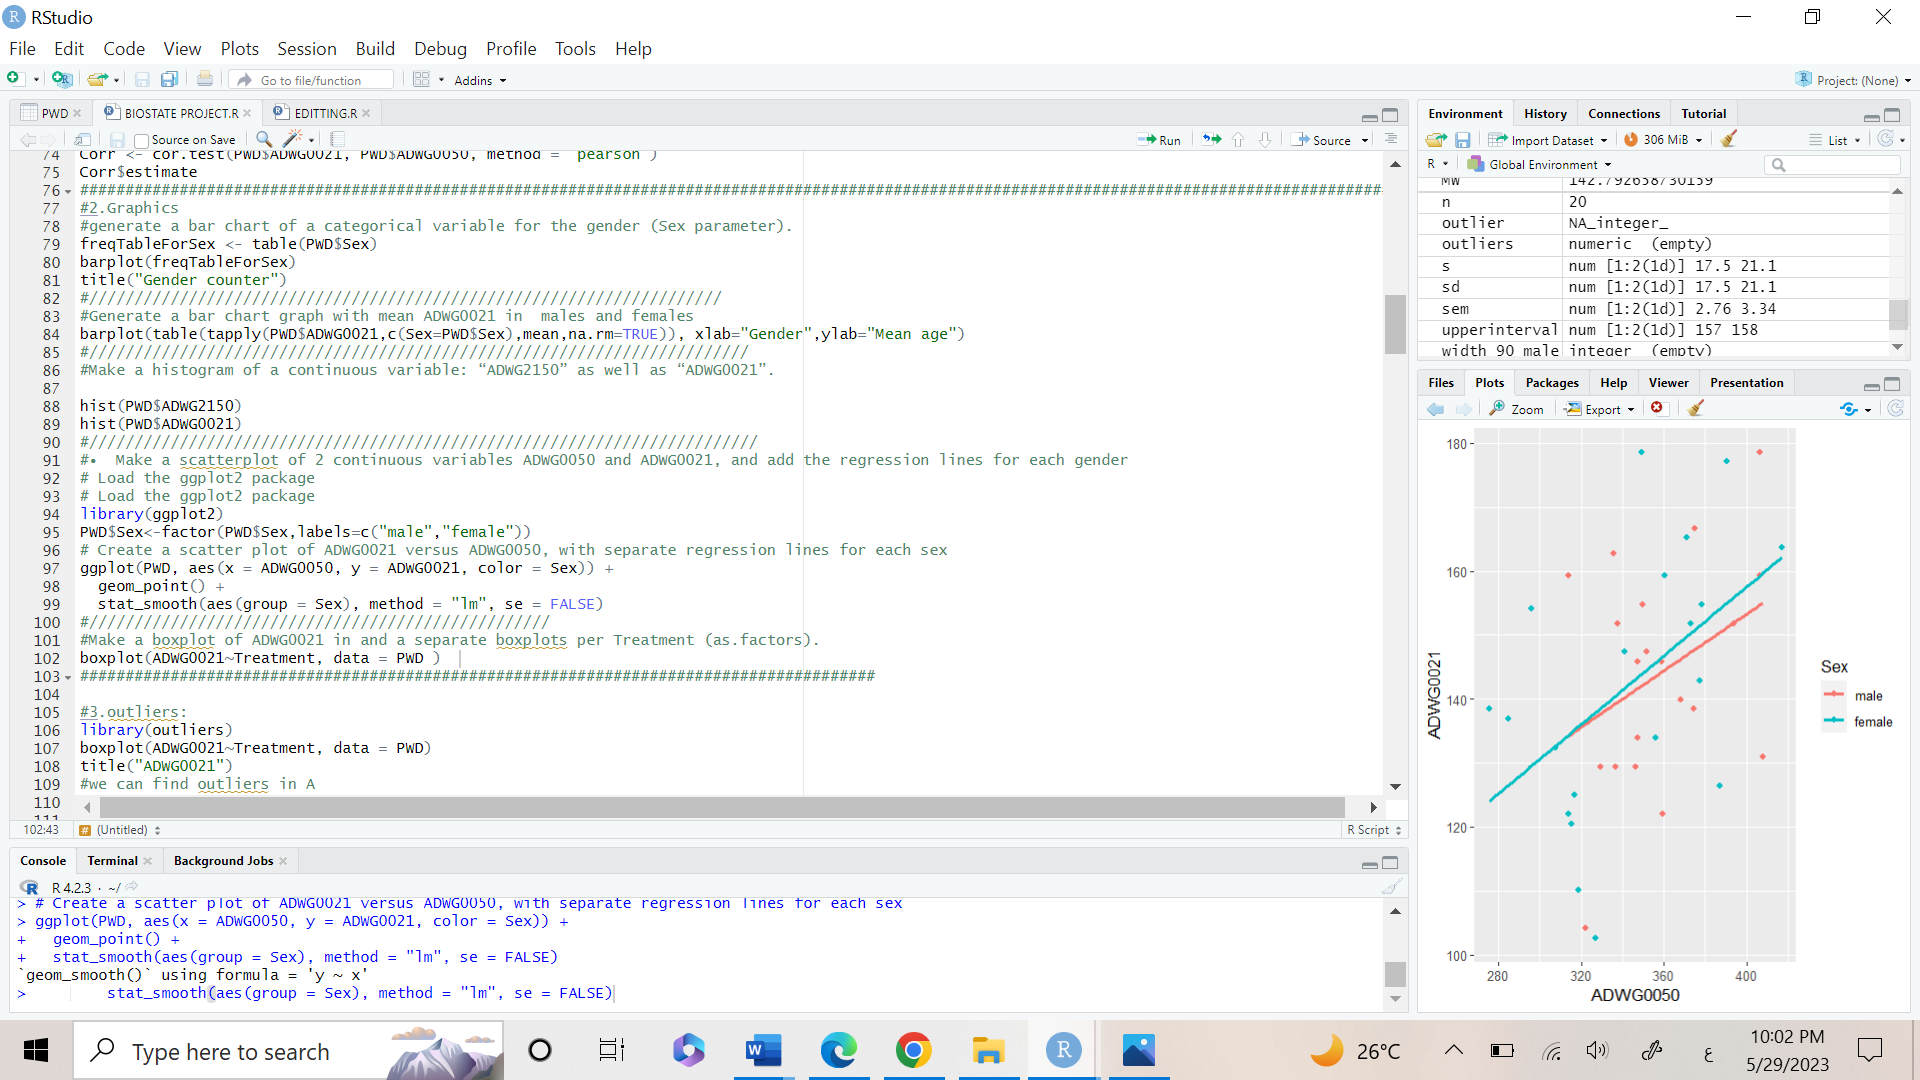 RStudio
File Edit Code View Plots Session Build Debug Profile Tools Help
Go to file/function Addins Project: (None)
PWD BIOSTATE PROJECT.R EDITTING.R
Source on Save Run Source
74 Corr <- cor.test(PWD$ADWG0021, PWD$ADWG0050, method = "pearson")
75 Corr$estimate
76
77 #2.Graphics
78 #generate a bar chart of a categorical variable for the gender (Sex parameter).
79 freqTableForSex <- table(PWD$Sex)
80 barplot(freqTableForSex)
81 title("Gender counter")
82
83 #Generate a bar chart graph with mean ADWG0021 in  males and females
84 barplot(table(tapply(PWD$ADWG0021,c(Sex=PWD$Sex),mean,na.rm=TRUE)), xlab="Gender",ylab="Mean age")
85
86 #Make a histogram of a continuous variable: “ADWG2150” as well as “ADWG0021”.
87
88 hist(PWD$ADWG2150)
89 hist(PWD$ADWG0021)
90
91 #•  Make a scatterplot of 2 continuous variables ADWG0050 and ADWG0021, and add the regression lines for each gender
92 # Load the ggplot2 package
93 # Load the ggplot2 package
94 library(ggplot2)
95 PWD$Sex<-factor(PWD$Sex,labels=c("male","female"))
96 # Create a scatter plot of ADWG0021 versus ADWG0050, with separate regression lines for each sex
97 ggplot(PWD, aes(x = ADWG0050, y = ADWG0021, color = Sex)) +
98   geom_point() +
99   stat_smooth(aes(group = Sex), method = "lm", se = FALSE)
100
101 #Make a boxplot of ADWG0021 in and a separate boxplots per Treatment (as.factors).
102 boxplot(ADWG0021~Treatment, data = PWD )
103
104
105 #3.outliers:
106 library(outliers)
107 boxplot(ADWG0021~Treatment, data = PWD)
108 title("ADWG0021")
109 #we can find outliers in A
110
111
102:43 # (Untitled) R Script
Console Terminal Background Jobs
R 4.2.3 · ~/
> # Create a scatter plot of ADWG0021 versus ADWG0050, with separate regression lines for each sex
> ggplot(PWD, aes(x = ADWG0050, y = ADWG0021, color = Sex)) +
+   geom_point() +
+   stat_smooth(aes(group = Sex), method = "lm", se = FALSE)
`geom_smooth()` using formula = 'y ~ x'
>         stat_smooth(aes(group = Sex), method = "lm", se = FALSE)
Environment History Connections Tutorial
Import Dataset 306 MiB List
R Global Environment
MW 142.792658730159
n 20
outlier NA_integer_
outliers numeric (empty)
s num [1:2(1d)] 17.5 21.1
sd num [1:2(1d)] 17.5 21.1
sem num [1:2(1d)] 2.76 3.34
upperinterval num [1:2(1d)] 157 158
width 90 male integer (empty)
Files Plots Packages Help Viewer Presentation
Zoom Export
180
160
140
120
100
280 320 360 400
ADWG0021
ADWG0050
Sex
male
female
Type here to search
26°C
ع
10:02 PM
5/29/2023